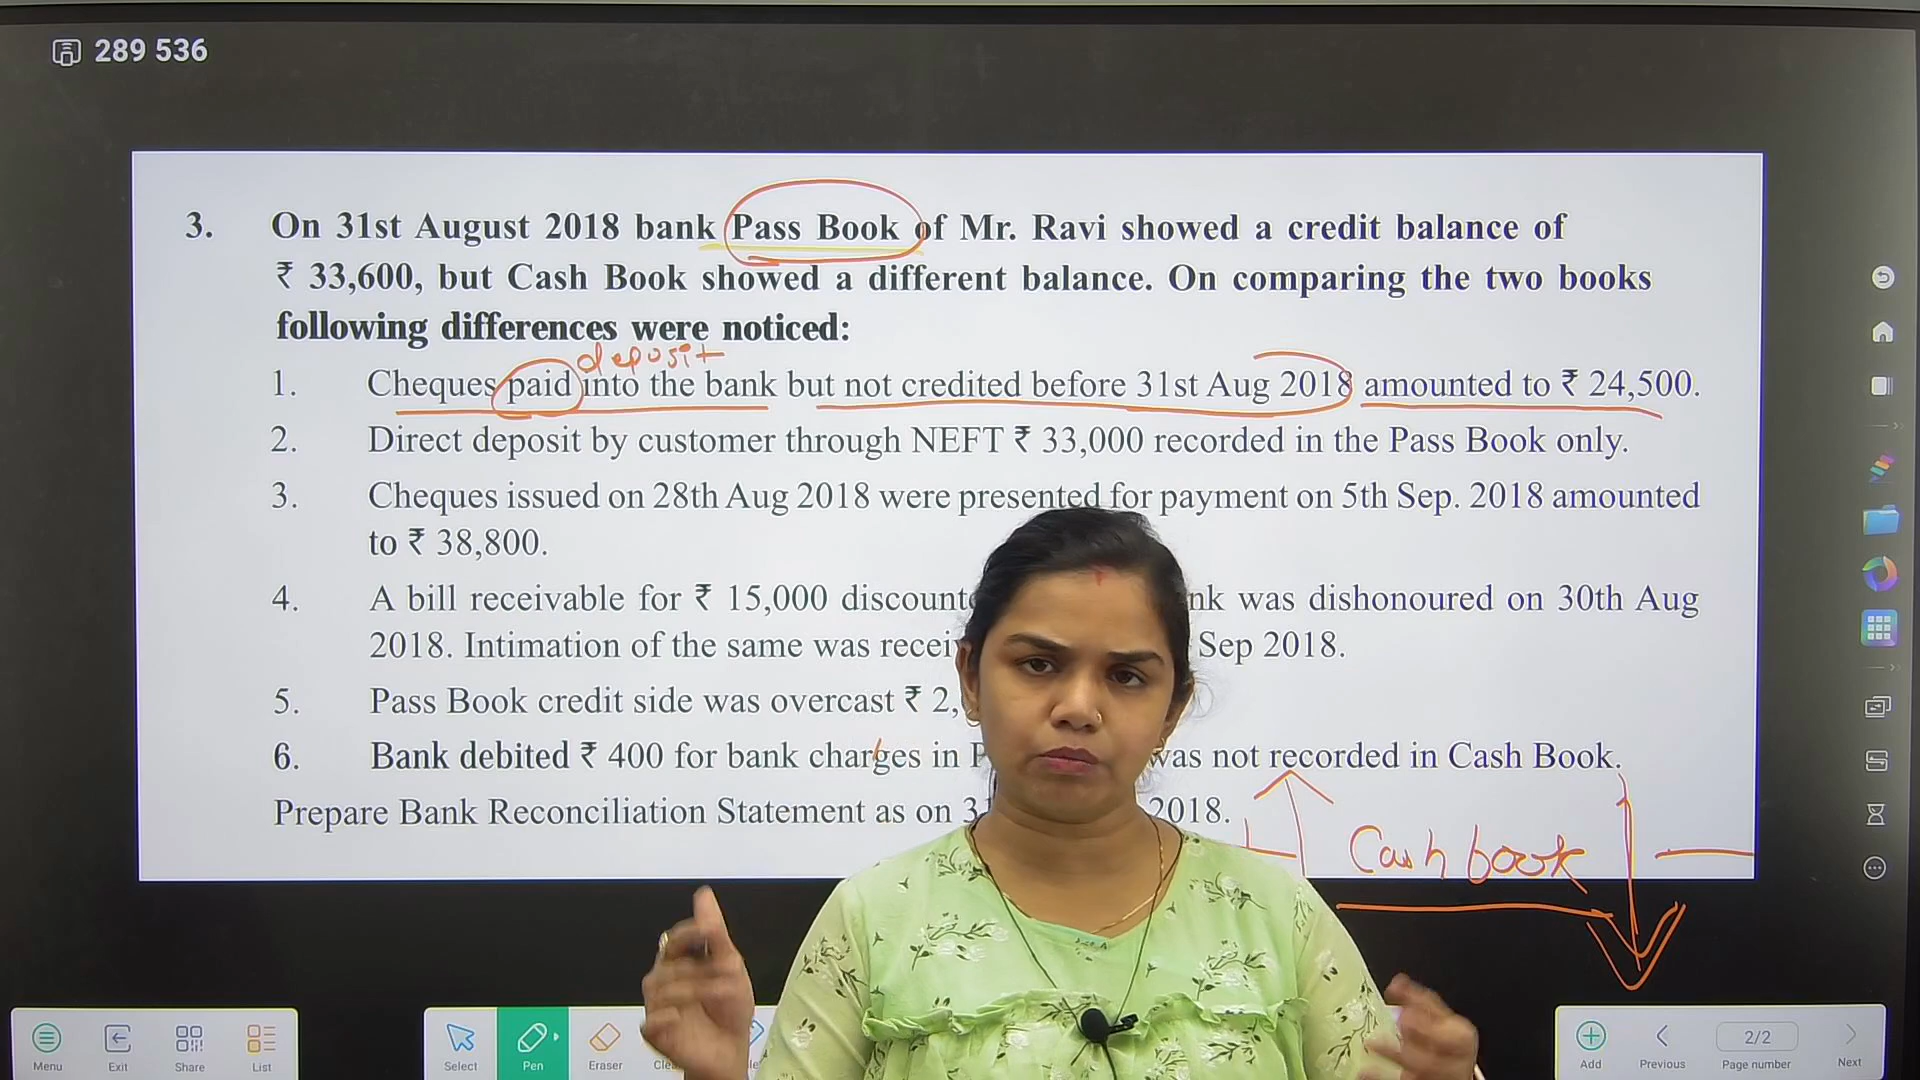 289 536
3. On 31st August 2018 bank Pass Book of Mr. Ravi showed a credit balance of
₹ 33,600, but Cash Book showed a different balance. On comparing the two books
following differences were noticed:
deposit
1. Cheques paid into the bank but not credited before 31st Aug 2018 amounted to ₹ 24,500.
2. Direct deposit by customer through NEFT ₹ 33,000 recorded in the Pass Book only.
3. Cheques issued on 28th Aug 2018 were presented for payment on 5th Sep. 2018 amounted
to ₹ 38,800.
4. A bill receivable for ₹ 15,000 was dishonoured on 30th Aug
2018. Intimation of the same was Sep 2018.
5. Pass Book credit side was overcast ₹
6. Bank debited ₹ 400 for bank charges in was not recorded in Cash Book.
Prepare Bank Reconciliation Statement as on 2018.
Cash book
Menu Exit Share List Select Pen Eraser Add Previous 2/2 Page number Next